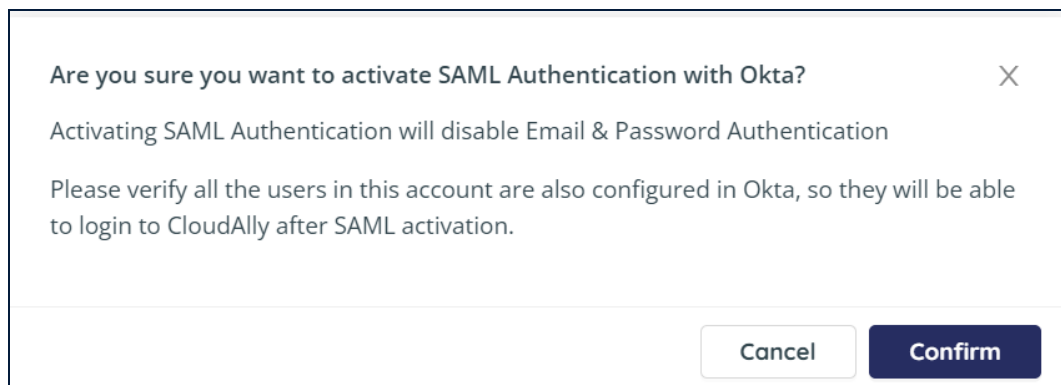 Are you sure you want to activate SAML Authentication with Okta?
X
Activating SAML Authentication will disable Email & Password Authentication
Please verify all the users in this account are also configured in Okta, so they will be able
to login to CloudAlly after SAML activation.
Cancel
Confirm